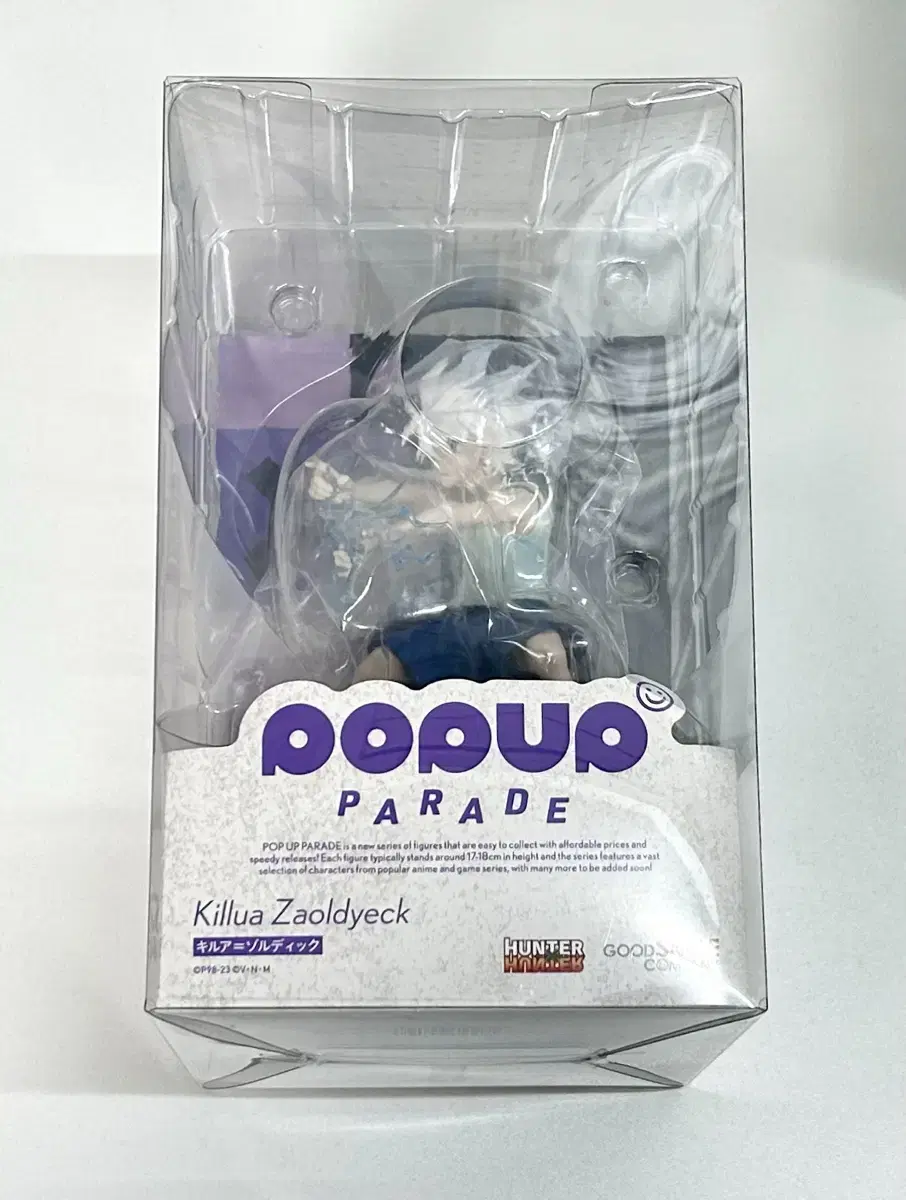 POPUP
PARADE
POP UP PARADE is a new series of figures that are easy to collect with affordable prices and
speedy releases! Each figure typically stands around 17-18cm in height and the series features a vast
selection of characters from popular anime and game series, with many more to be added soon!
Killua Zaoldyeck
キルア=ゾルディック
©P98-23 ©V・N・M
HUNTER
HUNTER
GOOD